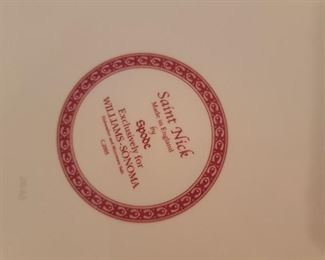 Saint Nick
Made in England
by
Spode
Exclusively for
WILLIAMS-SONOMA